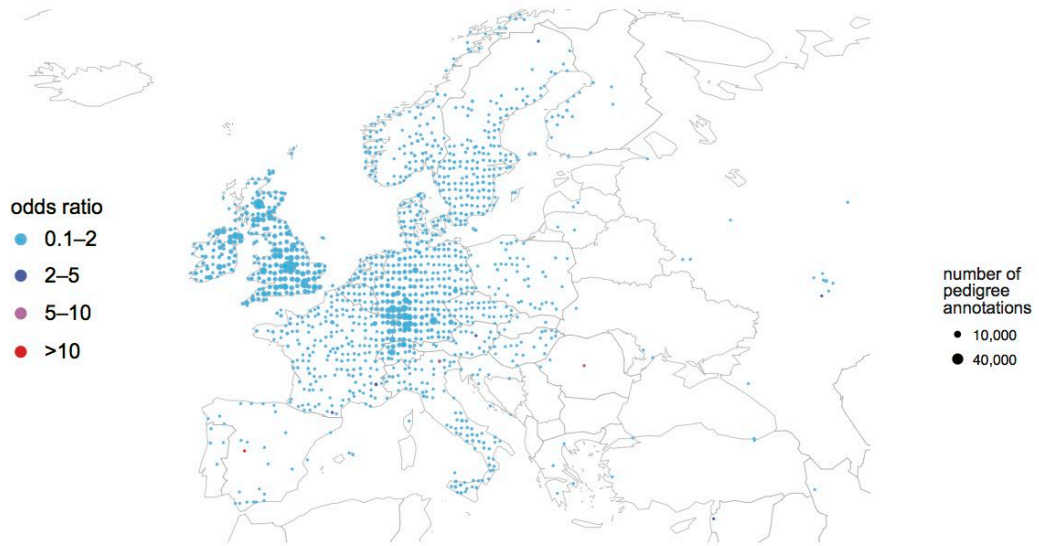 odds ratio
0.1–2
2–5
5–10
>10
number of
pedigree
annotations
10,000
40,000